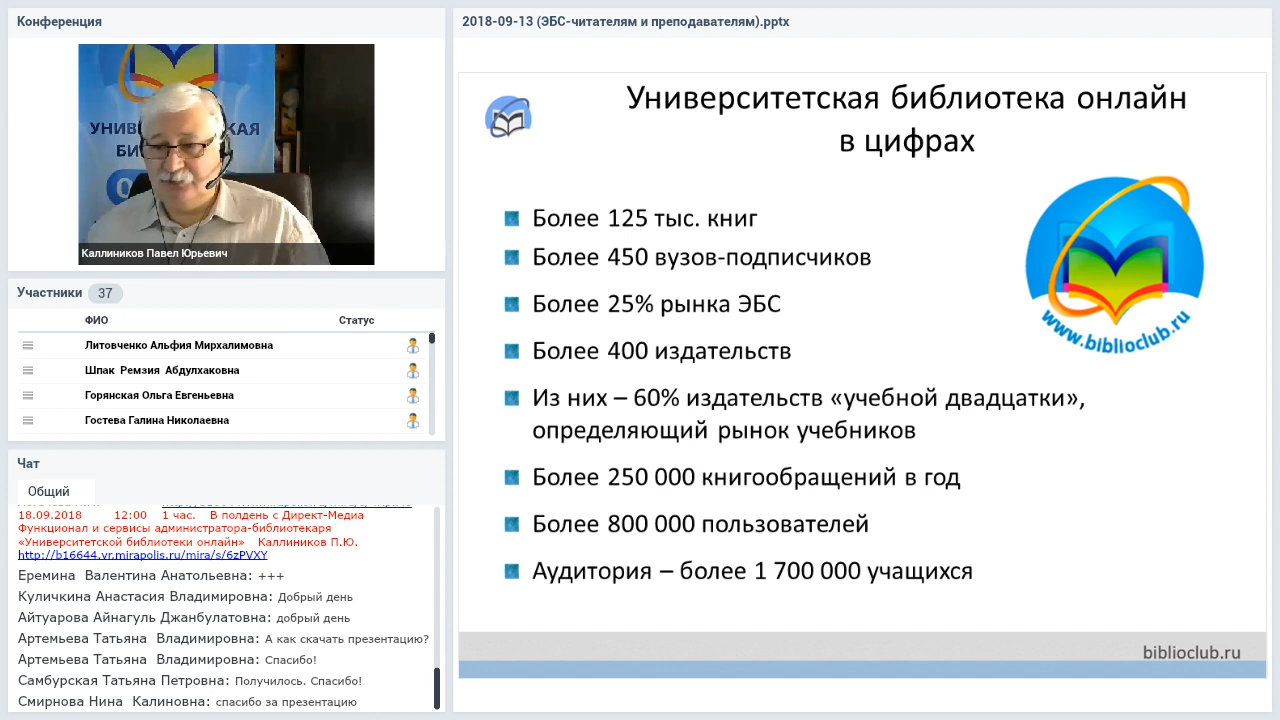 Конференция
УНИВ
КАЯ
БИ
Каллиников Павел Юрьевич
Участники 37
ФИО Статус
Литовченко Альфия Мирхалимовна
Шпак Ремзия Абдулхаковна
Горянская Ольга Евгеньевна
Гостева Галина Николаевна
Чат
Общий
18.09.2018 12:00 1 час. В полдень с Директ-Медиа
Функционал и сервисы администратора-библиотекаря
«Университетской библиотеки онлайн» Каллиников П.Ю.
http://b16644.vr.mirapolis.ru/mira/s/6zPVXY
Еремина Валентина Анатольевна: +++
Куличкина Анастасия Владимировна: Добрый день
Айтуарова Айнагуль Джанбулатовна: добрый день
Артемьева Татьяна Владимировна: А как скачать презентацию?
Артемьева Татьяна Владимировна: Спасибо!
Самбурская Татьяна Петровна: Получилось. Спасибо!
Смирнова Нина Калиновна: спасибо за презентацию
2018-09-13 (ЭБС-читателям и преподавателям).pptx
Университетская библиотека онлайн
в цифрах
Более 125 тыс. книг
Более 450 вузов-подписчиков
Более 25% рынка ЭБС
Более 400 издательств
Из них – 60% издательств «учебной двадцатки»,
определяющий рынок учебников
Более 250 000 книгообращений в год
Более 800 000 пользователей
Аудитория – более 1 700 000 учащихся
www.biblioclub.ru
biblioclub.ru